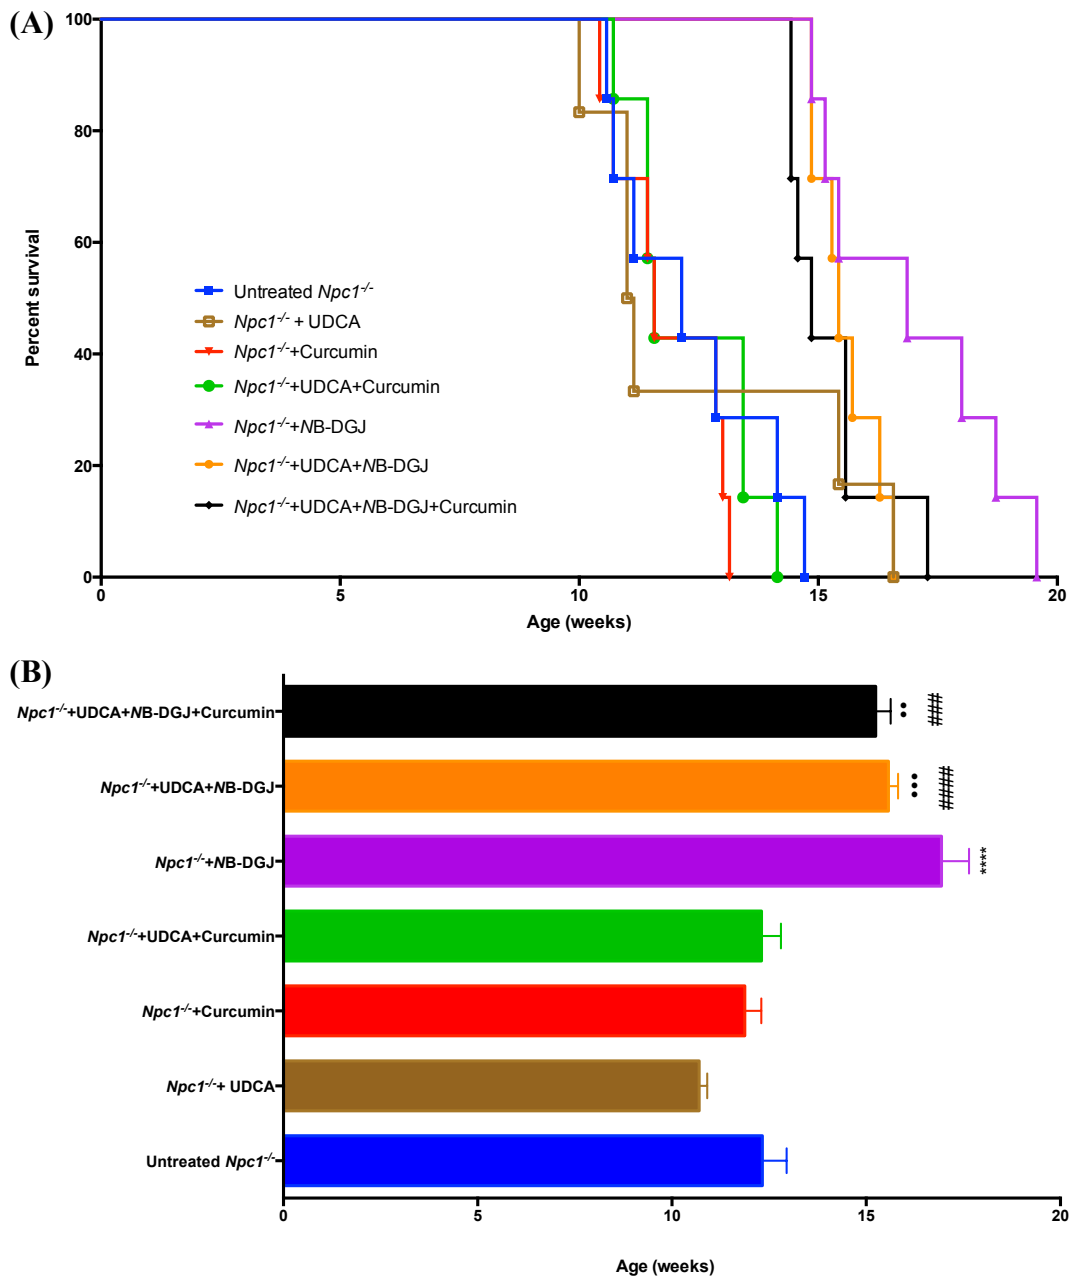 (A)
100
80
60
40
20
0
Percent survival
Untreated Npc1-/-
Npc1-/- + UDCA
Npc1-/-+Curcumin
Npc1-/-+UDCA+Curcumin
Npc1-/-+NB-DGJ
Npc1-/-+UDCA+NB-DGJ
Npc1-/-+UDCA+NB-DGJ+Curcumin
0 5 10 15 20
Age (weeks)
(B)
Npc1-/-+UDCA+NB-DGJ+Curcumin
Npc1-/-+UDCA+NB-DGJ
Npc1-/-+NB-DGJ
****
Npc1-/-+UDCA+Curcumin
Npc1-/-+Curcumin
Npc1-/-+ UDCA
Untreated Npc1-/-
0 5 10 15 20
Age (weeks)